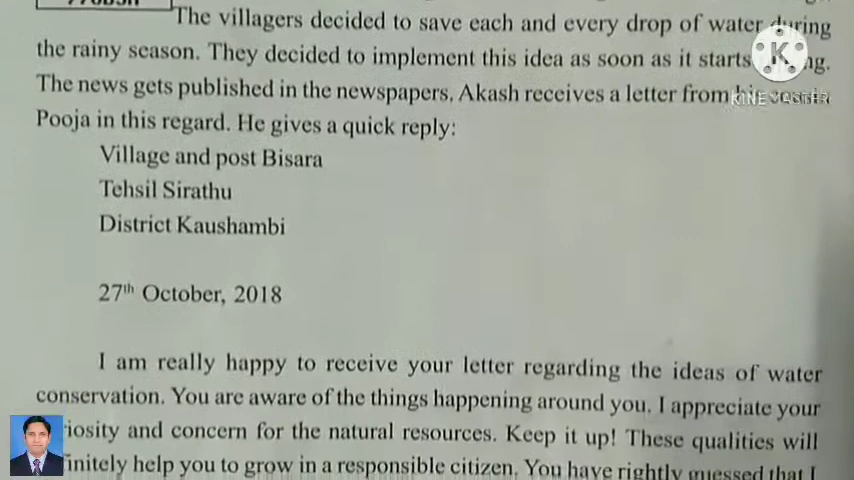 The villagers decided to save each and every drop of water during
the rainy season. They decided to implement this idea as soon as it starts
The news gets published in the newspapers. Akash receives a letter from his
Pooja in this regard. He gives a quick reply:
Village and post Bisara
Tehsil Sirathu
District Kaushambi
27th October, 2018
I am really happy to receive your letter regarding the ideas of water
conservation. You are aware of the things happening around you. I appreciate your
and concern for the natural resources. Keep it up! These qualities will
help you to grow in a responsible citizen. You have rightly guessed that I
K
KINEMASTER